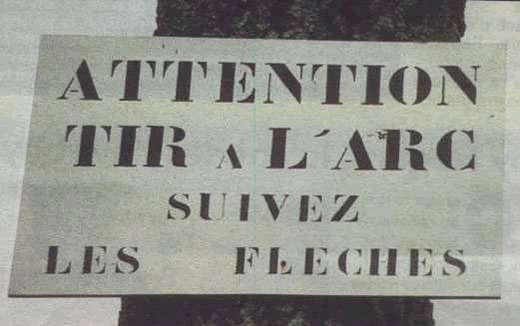 ATTENTION
TIR A L'ARC
SUIVEZ
LES FLECHES